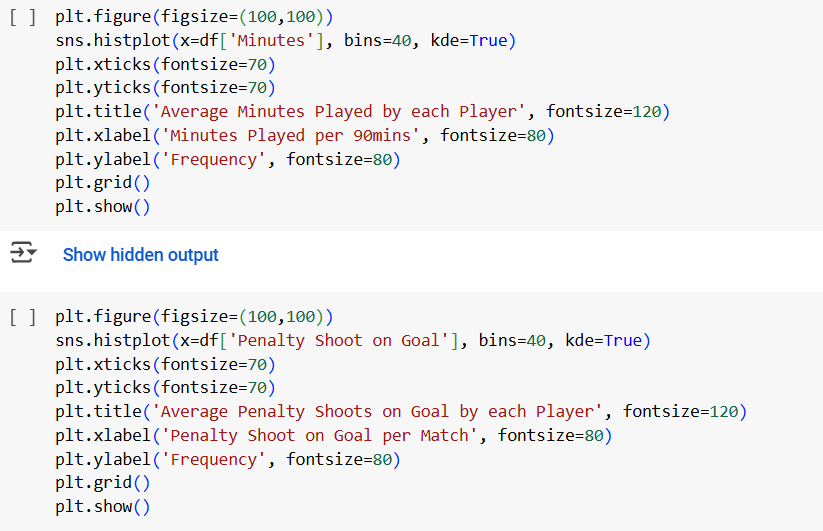 [ ] plt.figure(figsize=(100,100))
sns.histplot(x=df['Minutes'], bins=40, kde=True)
plt.xticks(fontsize=70)
plt.yticks(fontsize=70)
plt.title('Average Minutes Played by each Player', fontsize=120)
plt.xlabel('Minutes Played per 90mins', fontsize=80)
plt.ylabel('Frequency', fontsize=80)
plt.grid()
plt.show()
Show hidden output
[ ] plt.figure(figsize=(100,100))
sns.histplot(x=df['Penalty Shoot on Goal'], bins=40, kde=True)
plt.xticks(fontsize=70)
plt.yticks(fontsize=70)
plt.title('Average Penalty Shoots on Goal by each Player', fontsize=120)
plt.xlabel('Penalty Shoot on Goal per Match', fontsize=80)
plt.ylabel('Frequency', fontsize=80)
plt.grid()
plt.show()